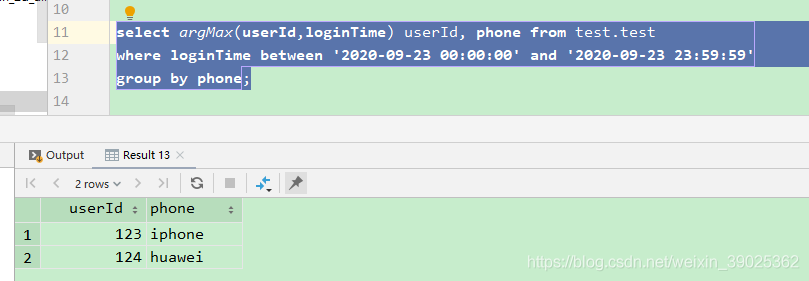 10
11 select argMax(userId,loginTime) userId, phone from test.test
12 where loginTime between '2020-09-23 00:00:00' and '2020-09-23 23:59:59'
13 group by phone;
14
Output Result 13
2 rows
userId phone
1 123 iphone
2 124 huawei
https://blog.csdn.net/weixin_39025362